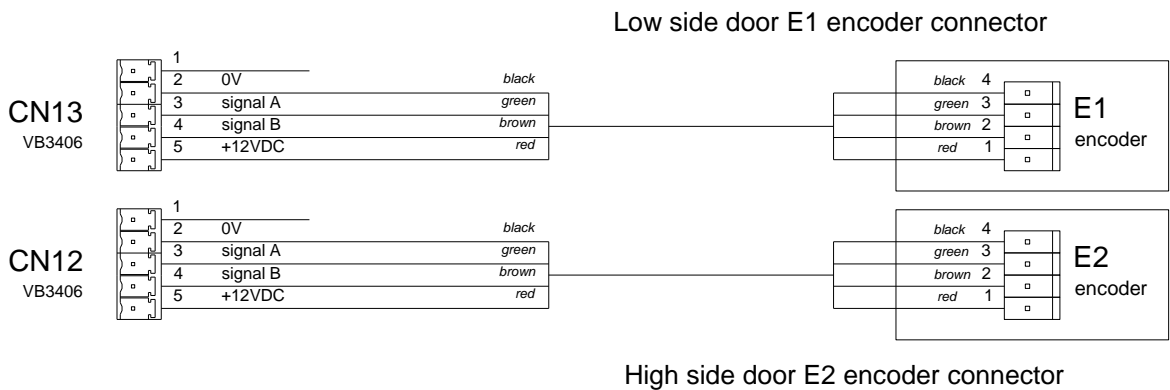 Low side door E1 encoder connector
CN13
VB3406
1
2 0V black
3 signal A green
4 signal B brown
5 +12VDC red
black 4
green 3
brown 2
red 1
E1
encoder
CN12
VB3406
1
2 0V black
3 signal A green
4 signal B brown
5 +12VDC red
black 4
green 3
brown 2
red 1
E2
encoder
High side door E2 encoder connector